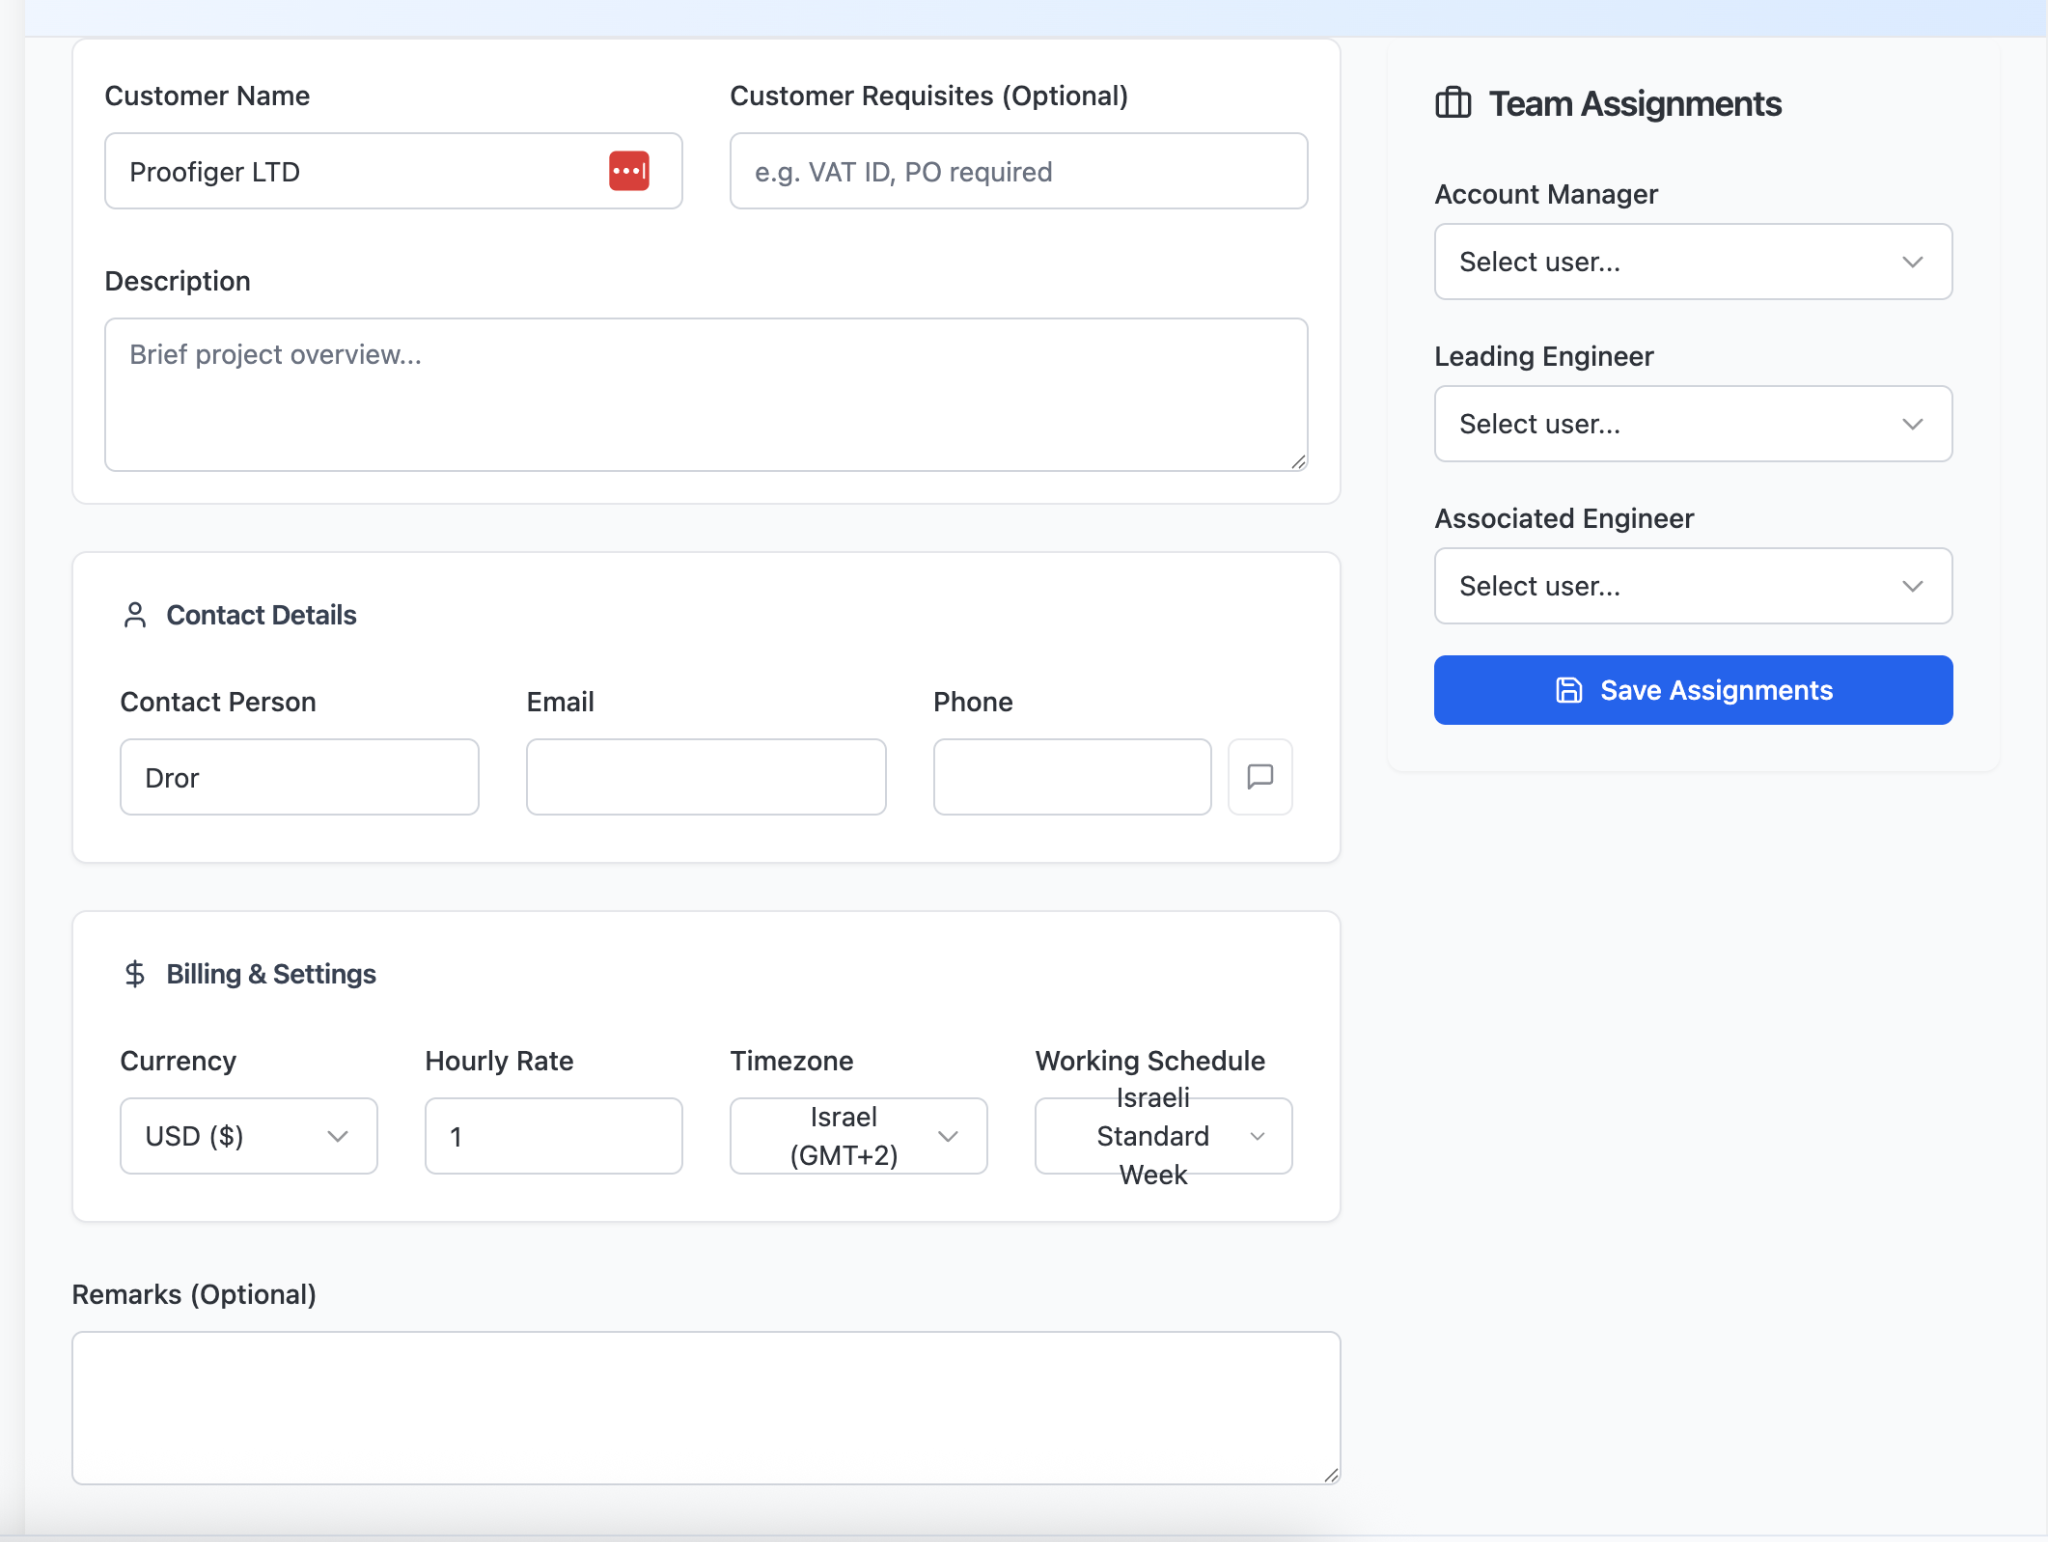 Customer Name
Customer Requisites (Optional)
Proofiger LTD
e.g. VAT ID, PO required
Description
Brief project overview...
Contact Details
Contact Person
Email
Phone
Dror
Billing & Settings
Currency
Hourly Rate
Timezone
Working Schedule
USD ($)
1
Israel
(GMT+2)
Israeli
Standard
Week
Remarks (Optional)
Team Assignments
Account Manager
Select user...
Leading Engineer
Select user...
Associated Engineer
Select user...
Save Assignments